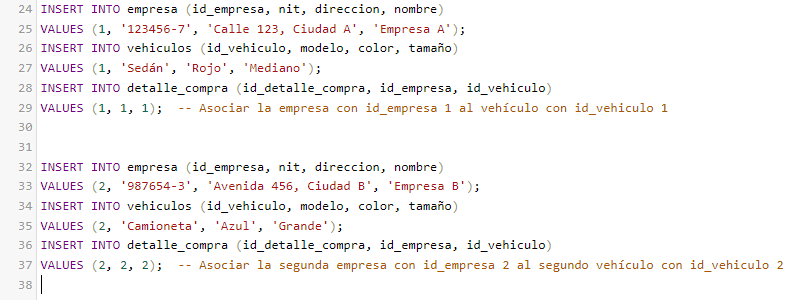 24 INSERT INTO empresa (id_empresa, nit, direccion, nombre)
25 VALUES (1, '123456-7', 'Calle 123, Ciudad A', 'Empresa A');
26 INSERT INTO vehiculos (id_vehiculo, modelo, color, tamaño)
27 VALUES (1, 'Sedán', 'Rojo', 'Mediano');
28 INSERT INTO detalle_compra (id_detalle_compra, id_empresa, id_vehiculo)
29 VALUES (1, 1, 1);  -- Asociar la empresa con id_empresa 1 al vehículo con id_vehiculo 1
30
31
32 INSERT INTO empresa (id_empresa, nit, direccion, nombre)
33 VALUES (2, '987654-3', 'Avenida 456, Ciudad B', 'Empresa B');
34 INSERT INTO vehiculos (id_vehiculo, modelo, color, tamaño)
35 VALUES (2, 'Camioneta', 'Azul', 'Grande');
36 INSERT INTO detalle_compra (id_detalle_compra, id_empresa, id_vehiculo)
37 VALUES (2, 2, 2);  -- Asociar la segunda empresa con id_empresa 2 al segundo vehículo con id_vehiculo 2
38